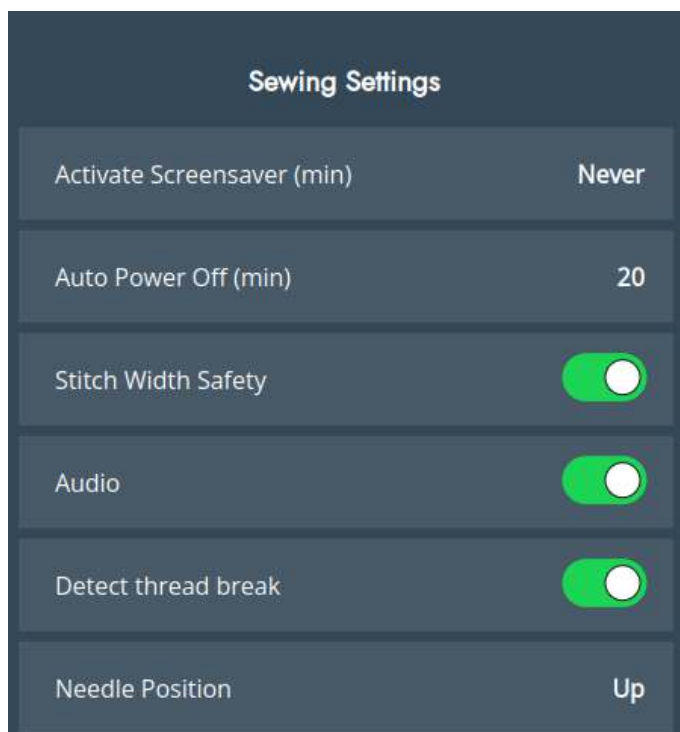 Sewing Settings
Activate Screensaver (min) Never
Auto Power Off (min) 20
Stitch Width Safety
Audio
Detect thread break
Needle Position Up